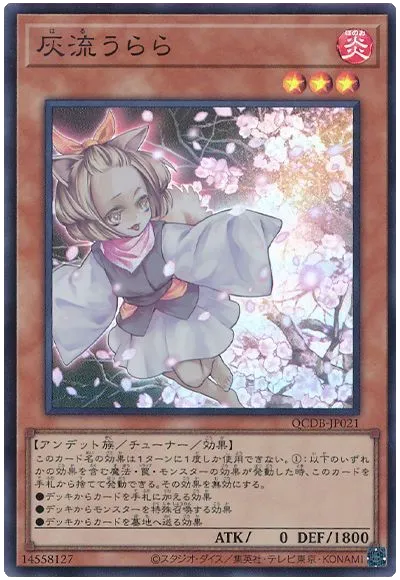 灰流うらら
はる
炎
ほのお
QCDB-JP021
【アンデット族／チューナー／効果】
このカード名の効果は1ターンに1度しか使用できない。①：以下のいずれ
かの効果を含む魔法・罠・モンスターの効果が発動した時、このカードを
手札から捨てて発動できる。その効果を無効にする。
●デッキからカードを手札に加える効果
●デッキからモンスターを特殊召喚する効果
●デッキからカードを墓地へ送る効果
ATK/ 0 DEF/1800
14558127
©スタジオ・ダイス／集英社・テレビ東京・KONAMI